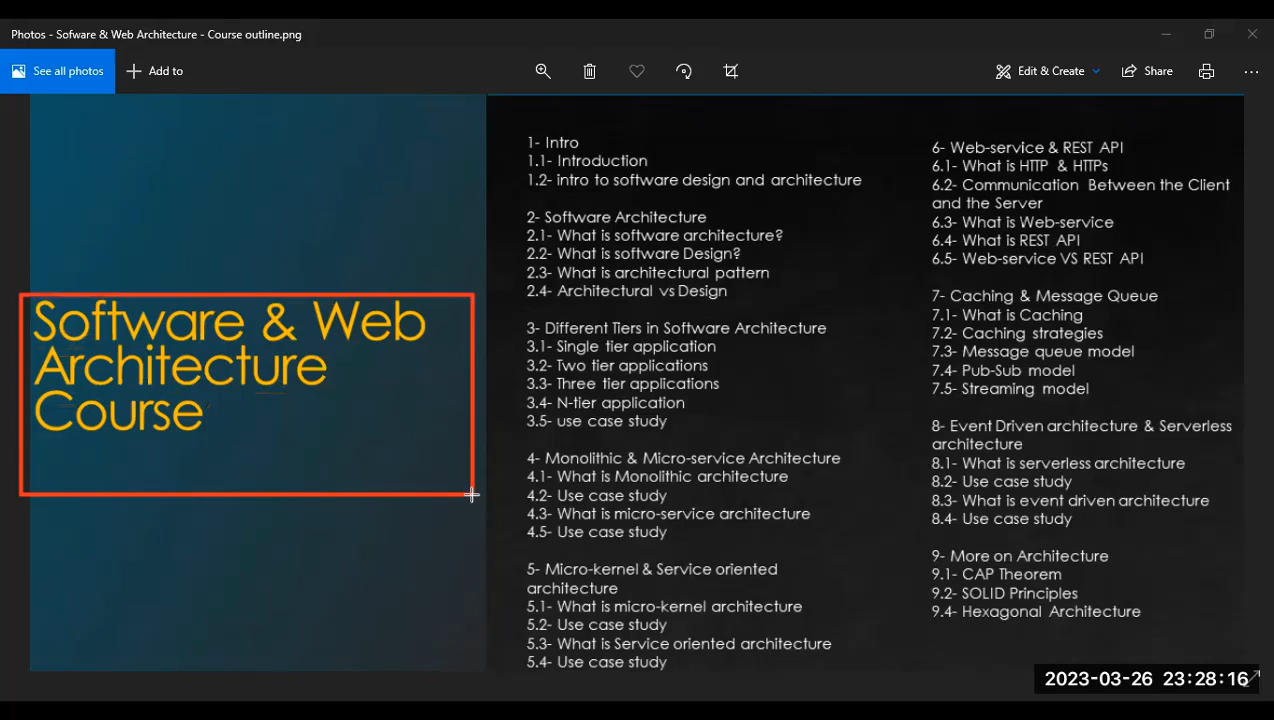 Photos - Sofware & Web Architecture - Course outline.png
See all photos
Add to
Edit & Create
Share
Software & Web
Architecture
Course
1- Intro
1.1- Introduction
1.2- intro to software design and architecture
2- Software Architecture
2.1- What is software architecture?
2.2- What is software Design?
2.3- What is architectural pattern
2.4- Architectural vs Design
3- Different Tiers in Software Architecture
3.1- Single tier application
3.2- Two tier applications
3.3- Three tier applications
3.4- N-tier application
3.5- use case study
4- Monolithic & Micro-service Architecture
4.1- What is Monolithic architecture
4.2- Use case study
4.3- What is micro-service architecture
4.5- Use case study
5- Micro-kernel & Service oriented
architecture
5.1- What is micro-kernel architecture
5.2- Use case study
5.3- What is Service oriented architecture
5.4- Use case study
6- Web-service & REST API
6.1- What is HTTP & HTTPs
6.2- Communication Between the Client
and the Server
6.3- What is Web-service
6.4- What is REST API
6.5- Web-service VS REST API
7- Caching & Message Queue
7.1- What is Caching
7.2- Caching strategies
7.3- Message queue model
7.4- Pub-Sub model
7.5- Streaming model
8- Event Driven architecture & Serverless
architecture
8.1- What is serverless architecture
8.2- Use case study
8.3- What is event driven architecture
8.4- Use case study
9- More on Architecture
9.1- CAP Theorem
9.2- SOLID Principles
9.4- Hexagonal Architecture
2023-03-26 23:28:16